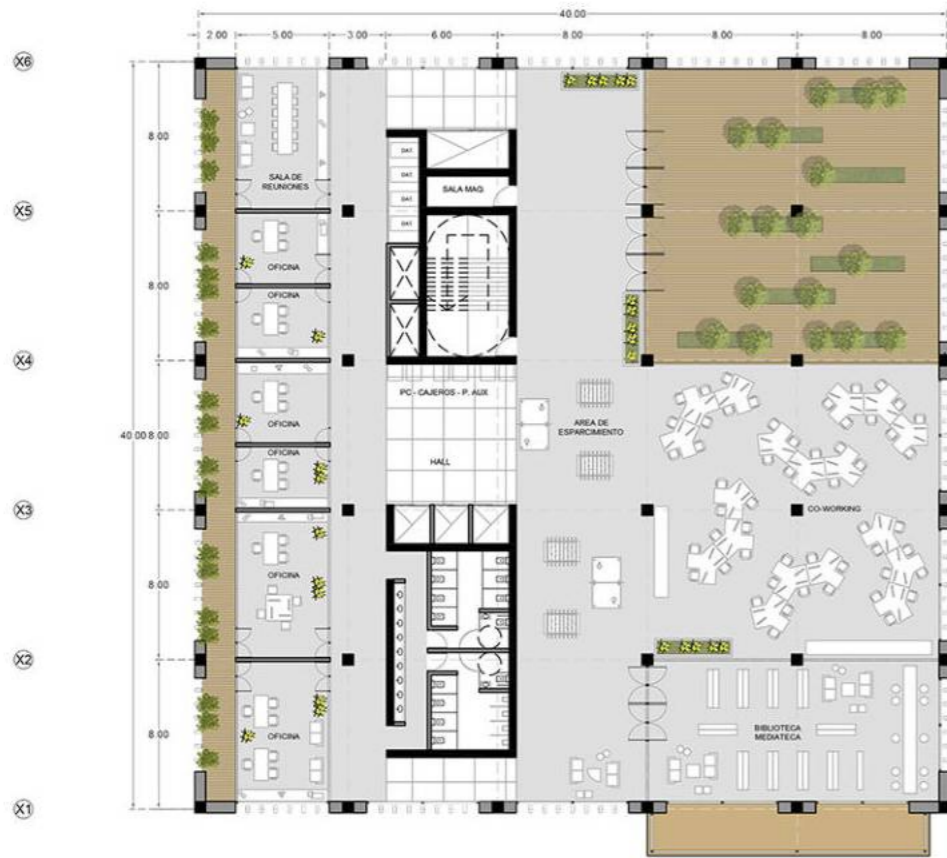 40.00
2.00 5.00 3.00 6.00 8.00 8.00 8.00
X6
8.00
DAT.
DAT.
DAT.
DAT.
SALA MAQ.
SALA DE
REUNIONES
X5
OFICINA
8.00
OFICINA
X4
PC - CAJEROS - P. AUX
AREA DE
ESPARCIMIENTO
OFICINA
40.00
8.00
HALL
OFICINA
X3
CO-WORKING
OFICINA
8.00
X2
8.00
OFICINA
BIBLIOTECA
MEDIATECA
X1